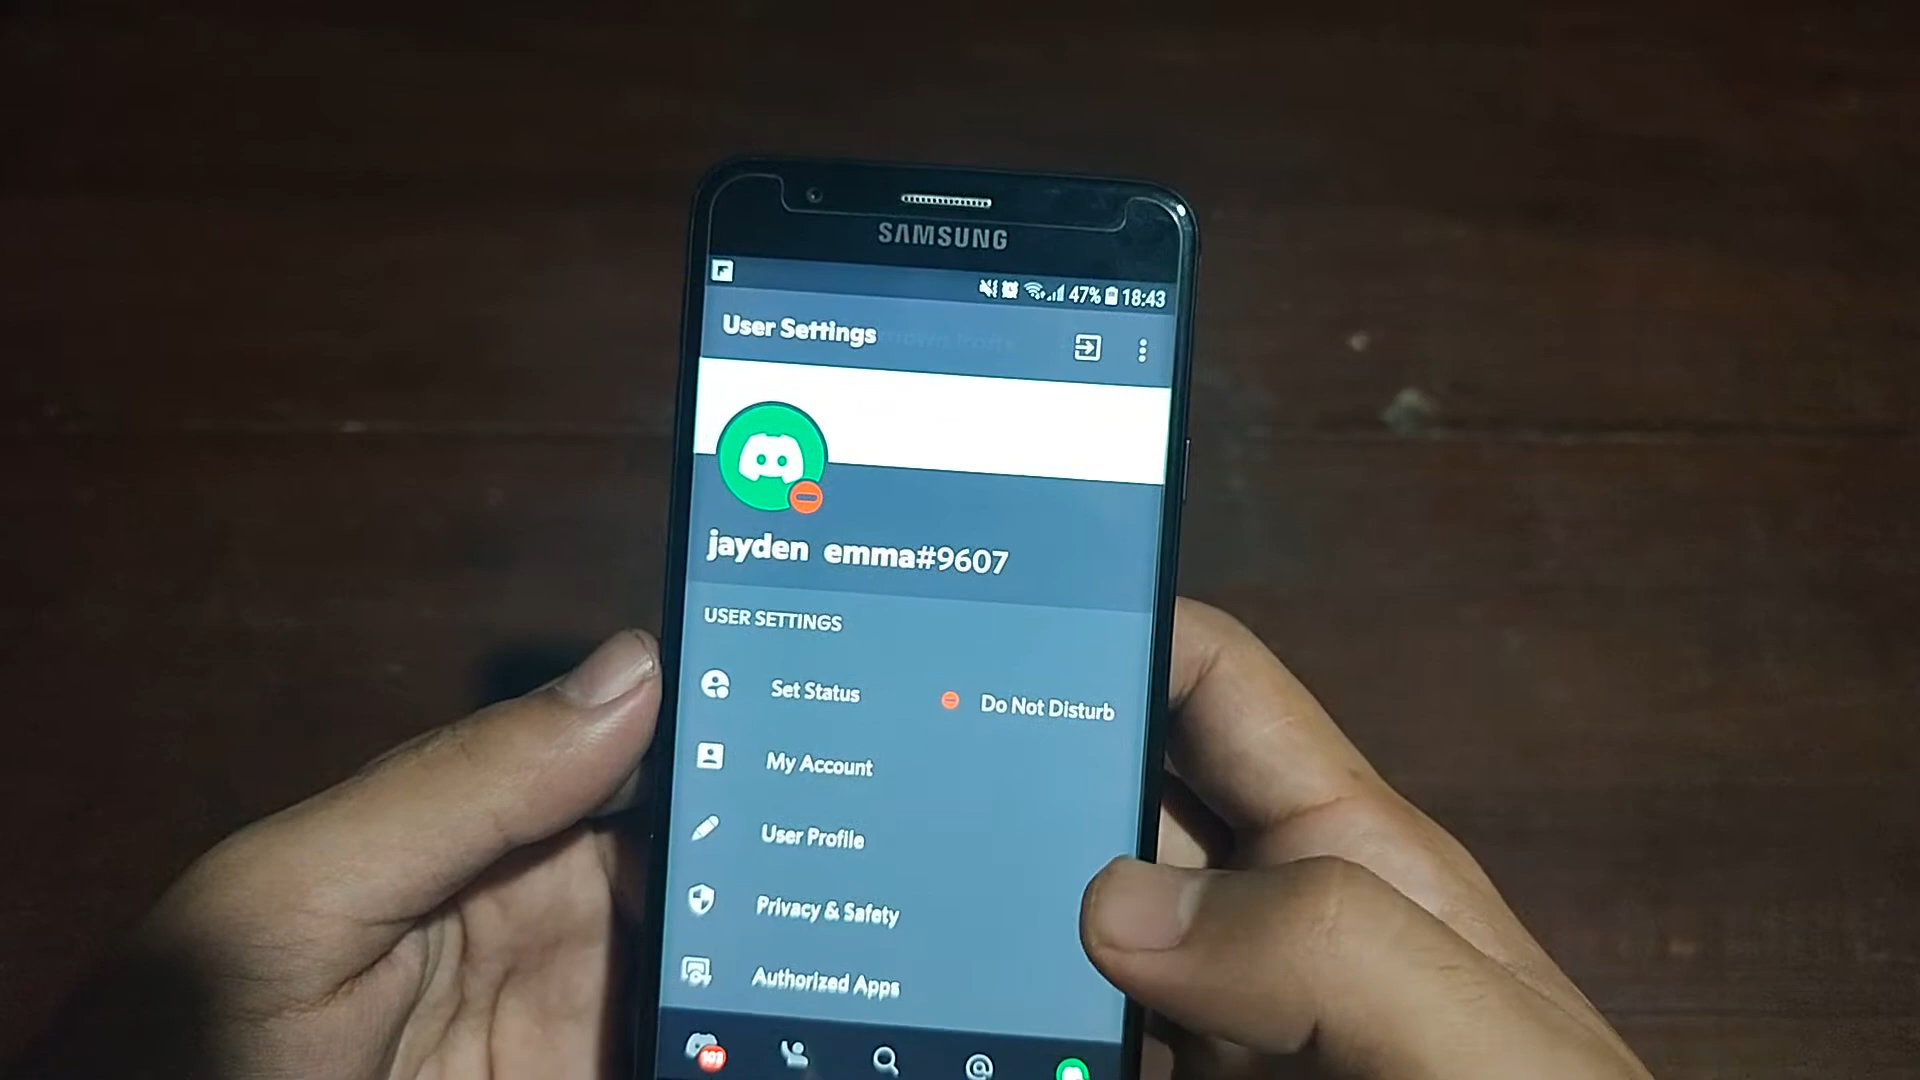 SAMSUNG
47% 18:43
User Settings
jayden emma#9607
USER SETTINGS
Set Status Do Not Disturb
My Account
User Profile
Privacy & Safety
Authorized Apps
103